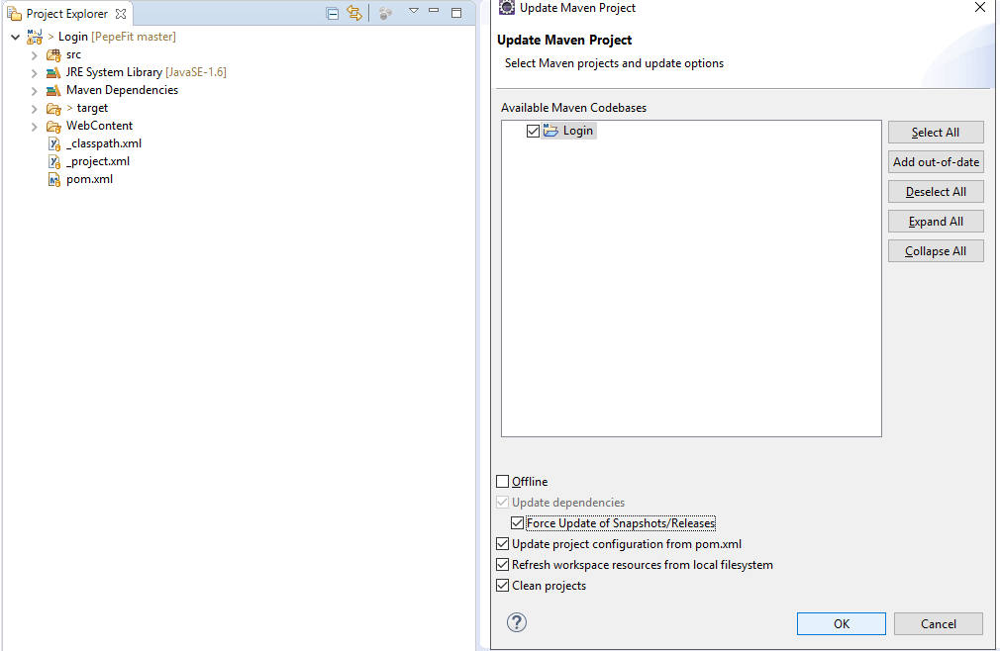 Project Explorer
> Login [PepeFit master]
src
JRE System Library [JavaSE-1.6]
Maven Dependencies
> target
WebContent
_classpath.xml
_project.xml
pom.xml
Update Maven Project
Update Maven Project
Select Maven projects and update options
Available Maven Codebases
Login
Select All
Add out-of-date
Deselect All
Expand All
Collapse All
Offline
Update dependencies
Force Update of Snapshots/Releases
Update project configuration from pom.xml
Refresh workspace resources from local filesystem
Clean projects
?
OK
Cancel